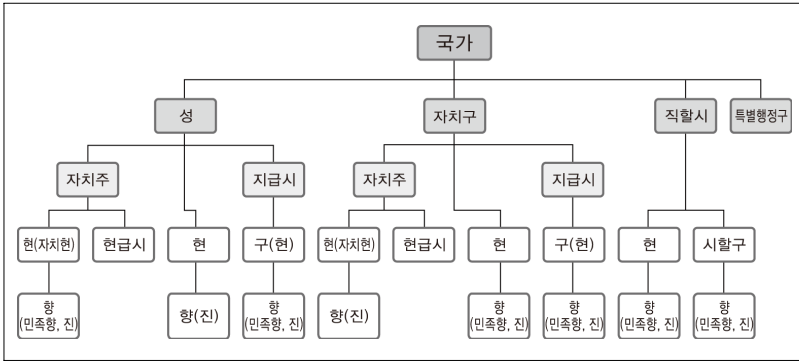 국가
성
자치구
직할시
특별행정구
자치주
지급시
자치주
지급시
현(자치현)
현급시
현
구(현)
현(자치현)
현급시
현
구(현)
현
시할구
향
(민족향, 진)
향(진)
향
(민족향, 진)
향(진)
향
(민족향, 진)
향
(민족향, 진)
향
(민족향, 진)
향
(민족향, 진)